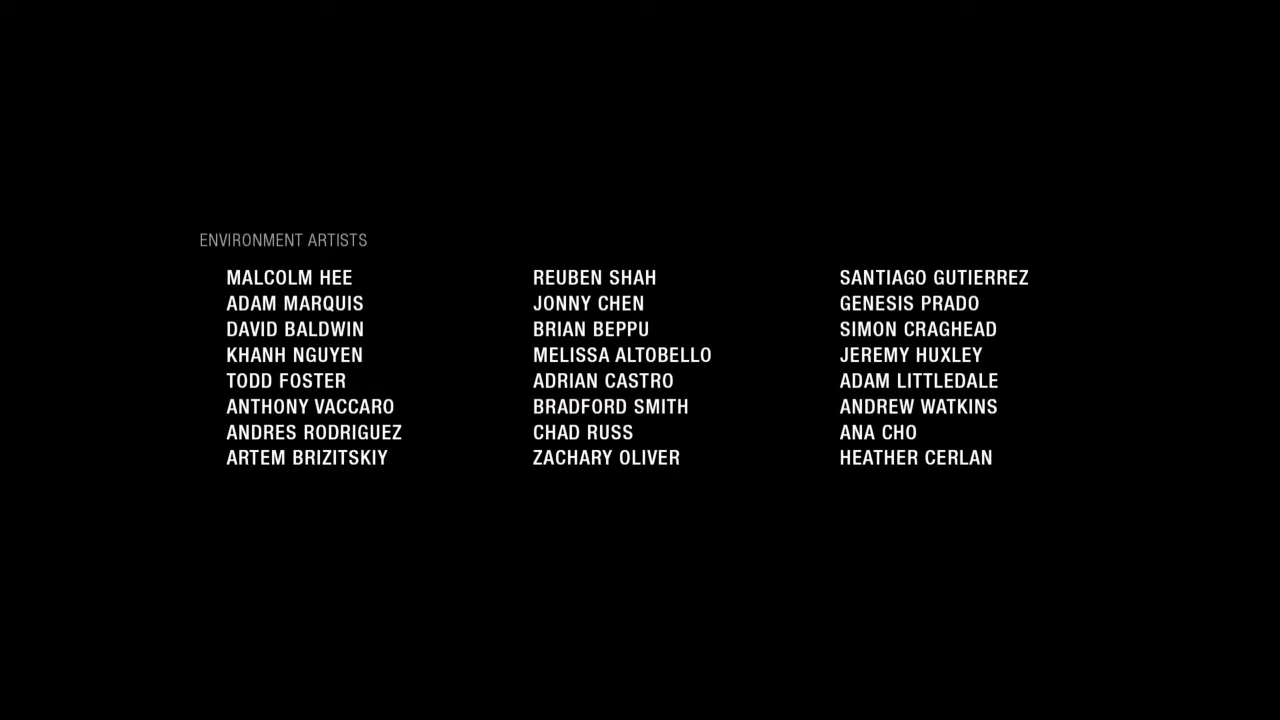 ENVIRONMENT ARTISTS
MALCOLM HEE
ADAM MARQUIS
DAVID BALDWIN
KHANH NGUYEN
TODD FOSTER
ANTHONY VACCARO
ANDRES RODRIGUEZ
ARTEM BRIZITSKIY
REUBEN SHAH
JONNY CHEN
BRIAN BEPPU
MELISSA ALTOBELLO
ADRIAN CASTRO
BRADFORD SMITH
CHAD RUSS
ZACHARY OLIVER
SANTIAGO GUTIERREZ
GENESIS PRADO
SIMON CRAGHEAD
JEREMY HUXLEY
ADAM LITTLEDALE
ANDREW WATKINS
ANA CHO
HEATHER CERLAN